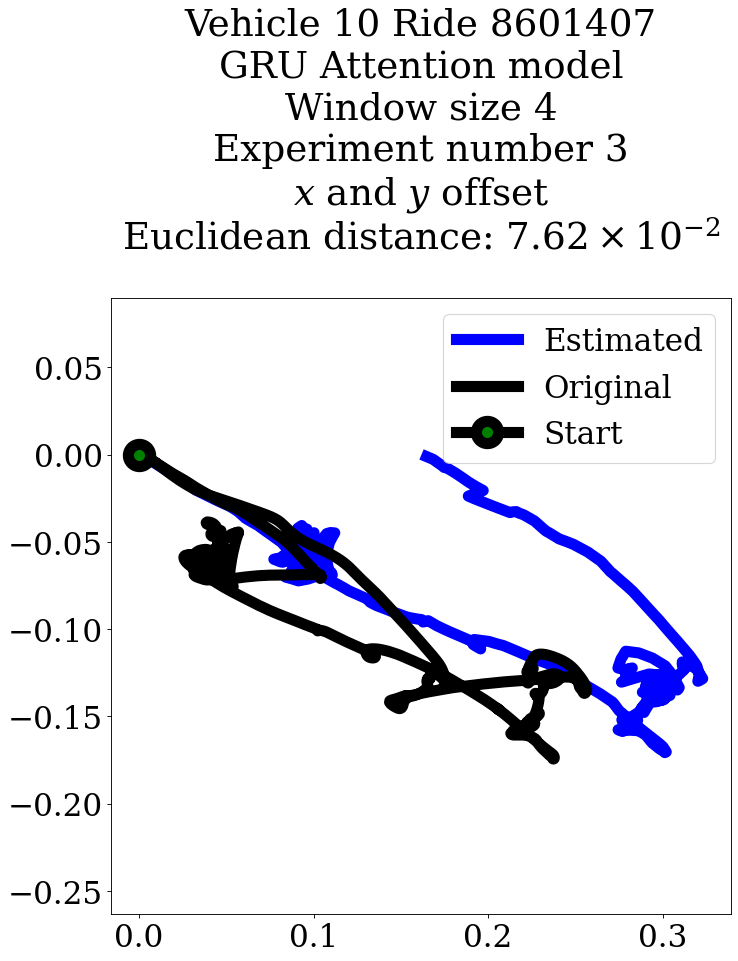 Vehicle 10 Ride 8601407
GRU Attention model
Window size 4
Experiment number 3
x and y offset
Euclidean distance: 7.62 × 10⁻²
Estimated
Original
Start
0.05
0.00
−0.05
−0.10
−0.15
−0.20
−0.25
0.0 0.1 0.2 0.3